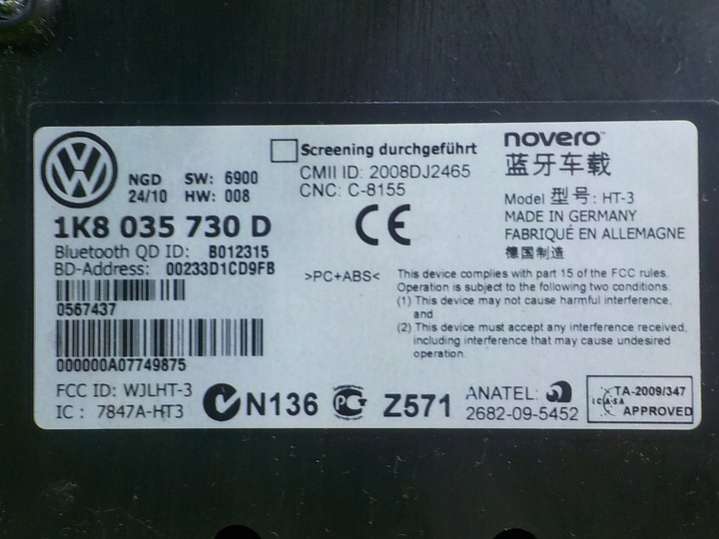 NGD SW: 6900
24/10 HW: 008
1K8 035 730 D
Bluetooth QD ID: B012315
BD-Address: 00233D1CD9FB
0567437
000000A07749875
FCC ID: WJLHT-3
IC : 7847A-HT3
Screening durchgeführt
CMII ID: 2008DJ2465
CNC: C-8155
CE
>PC+ABS<
novero
蓝牙车载
Model 型号: HT-3
MADE IN GERMANY
FABRIQUÉ EN ALLEMAGNE
德国制造
This device complies with part 15 of the FCC rules.
Operation is subject to the following two conditions:
(1) This device may not cause harmful interference,
and
(2) This device must accept any interference received,
including interference that may cause undesired
operation.
N136
Z571
ANATEL:
2682-09-5452
ICASA
TA-2009/347
APPROVED